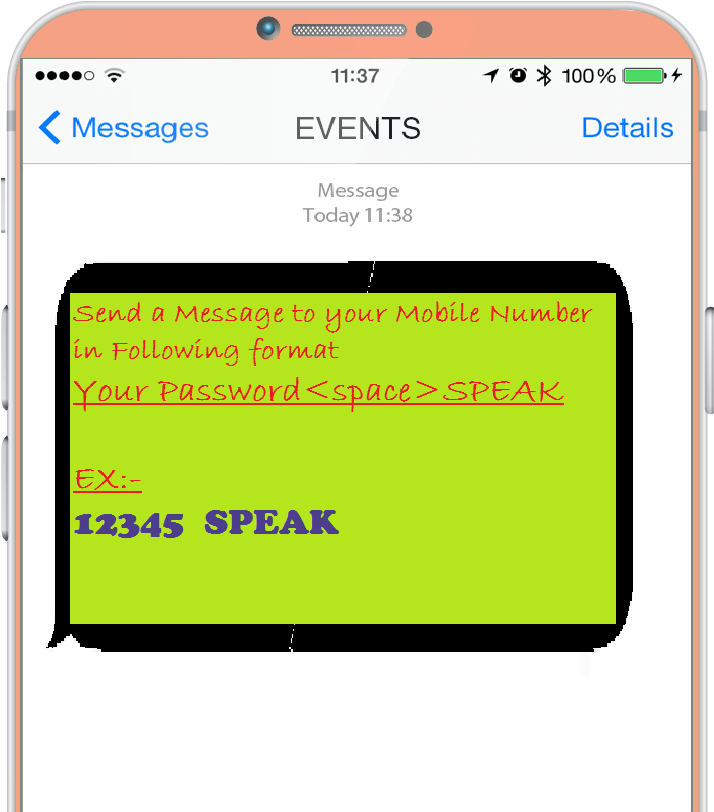 11:37 100%
Messages EVENTS Details
Message
Today 11:38
Send a Message to your Mobile Number
in Following format
Your Password<space>SPEAK
EX:-
12345 SPEAK